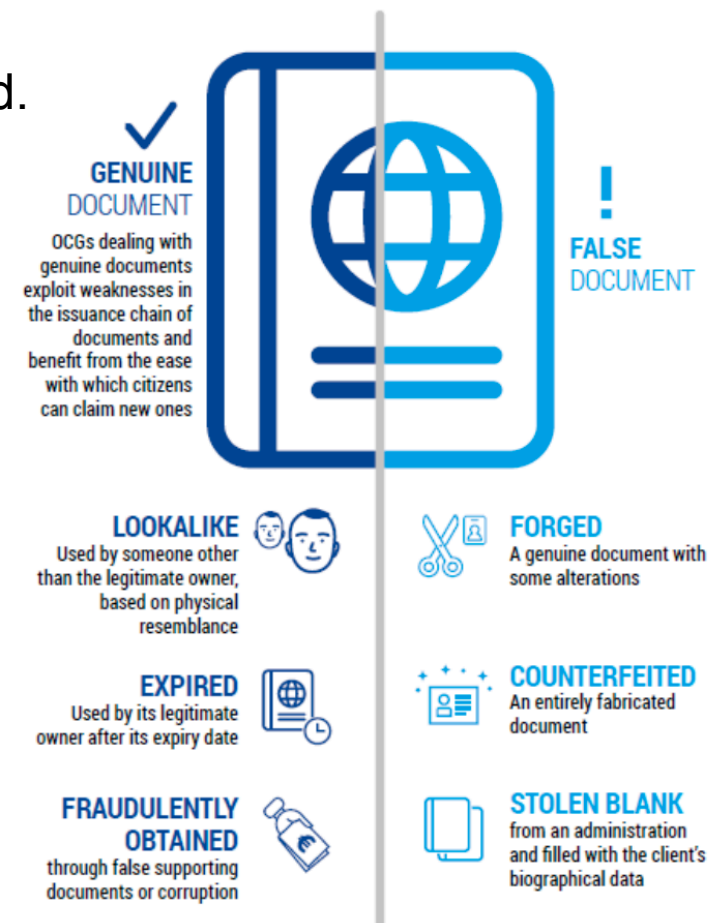 d.
GENUINE
DOCUMENT
OCGs dealing with
genuine documents
exploit weaknesses in
the issuance chain of
documents and
benefit from the ease
with which citizens
can claim new ones
!
FALSE
DOCUMENT
LOOKALIKE
Used by someone other
than the legitimate owner,
based on physical
resemblance
EXPIRED
Used by its legitimate
owner after its expiry date
FRAUDULENTLY
OBTAINED
through false supporting
documents or corruption
FORGED
A genuine document with
some alterations
COUNTERFEITED
An entirely fabricated
document
STOLEN BLANK
from an administration
and filled with the client's
biographical data
€